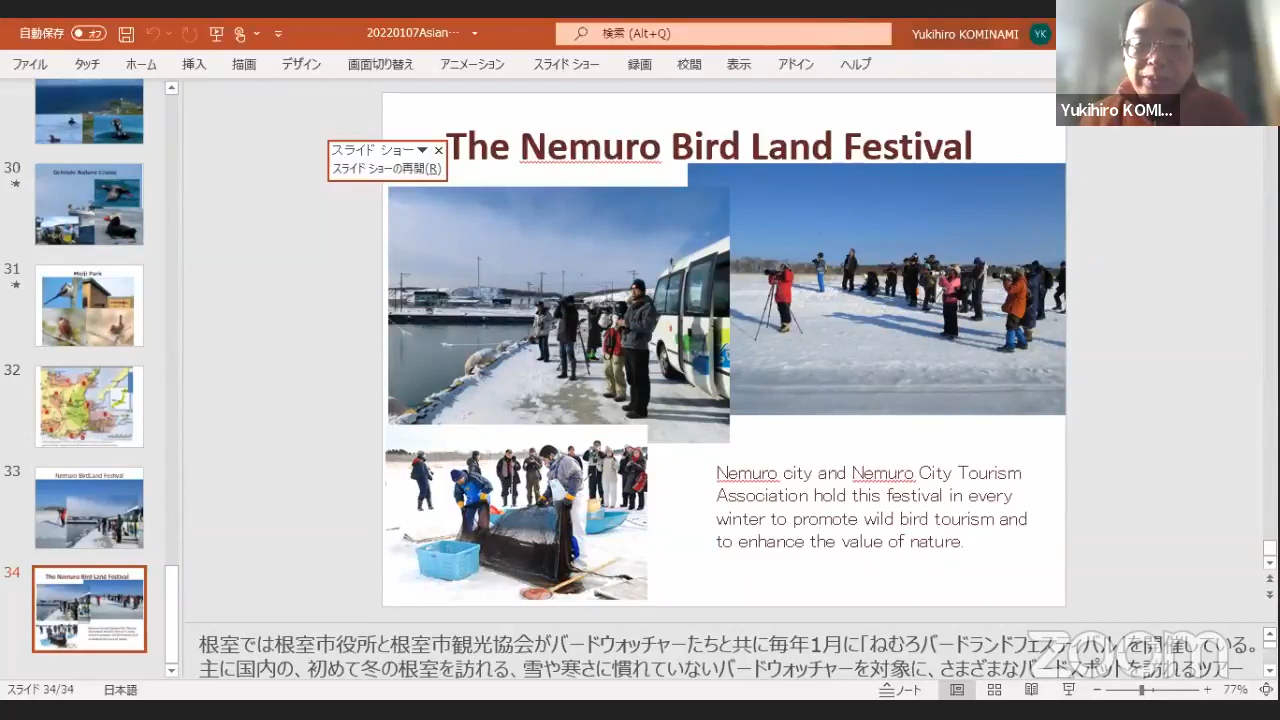 自動保存 オフ 20220107Asian… 検索 (Alt+Q) Yukihiro KOMINAMI YK
ファイル タッチ ホーム 挿入 描画 デザイン 画面切り替え アニメーション スライド ショー 録画 校閲 表示 アドイン ヘルプ
Yukihiro KOMI...
30
31
Meiji Park
32
33
Nemuro BirdLand Festival
34
The Nemuro Bird Land Festival
スライド ショー
スライド ショーの再開(R)
The Nemuro Bird Land Festival
Nemuro city and Nemuro City Tourism
Association hold this festival in every
winter to promote wild bird tourism and
to enhance the value of nature.
根室では根室市役所と根室市観光協会がバードウォッチャーたちと共に毎年1月に「ねむろバードランドフェスティバル」を開催している。
主に国内の、初めて冬の根室を訪れる、雪や寒さに慣れていないバードウォッチャーを対象に、さまざまなバードスポットを訪れるツアー
zoom
スライド 34/34 日本語 ノート 77%